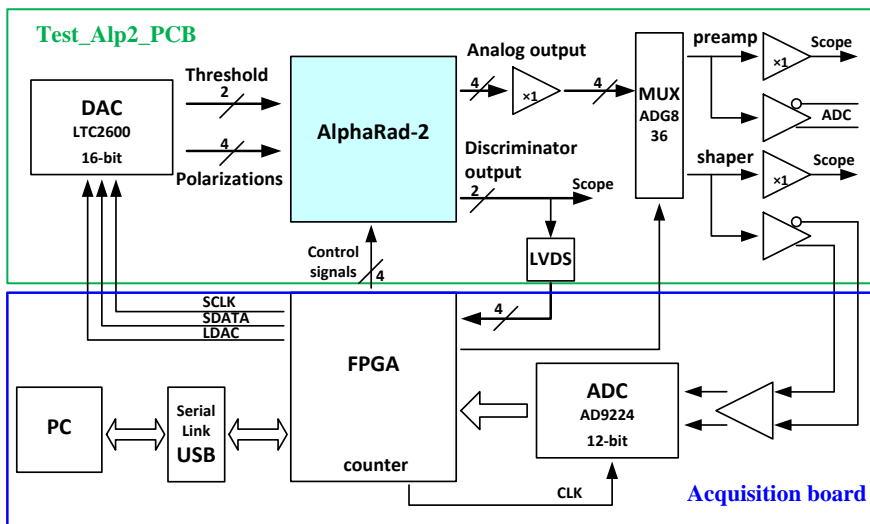 Test_Alp2_PCB
DAC
LTC2600
16-bit
Threshold
2
4
Polarizations
AlphaRad-2
Analog output
4
×1
4
Discriminator
output
2
Scope
LVDS
MUX
ADG8
36
preamp
×1
Scope
ADC
shaper
×1
Scope
Control
signals
4
SCLK
SDATA
LDAC
4
FPGA
counter
PC
Serial
Link
USB
ADC
AD9224
12-bit
CLK
Acquisition board